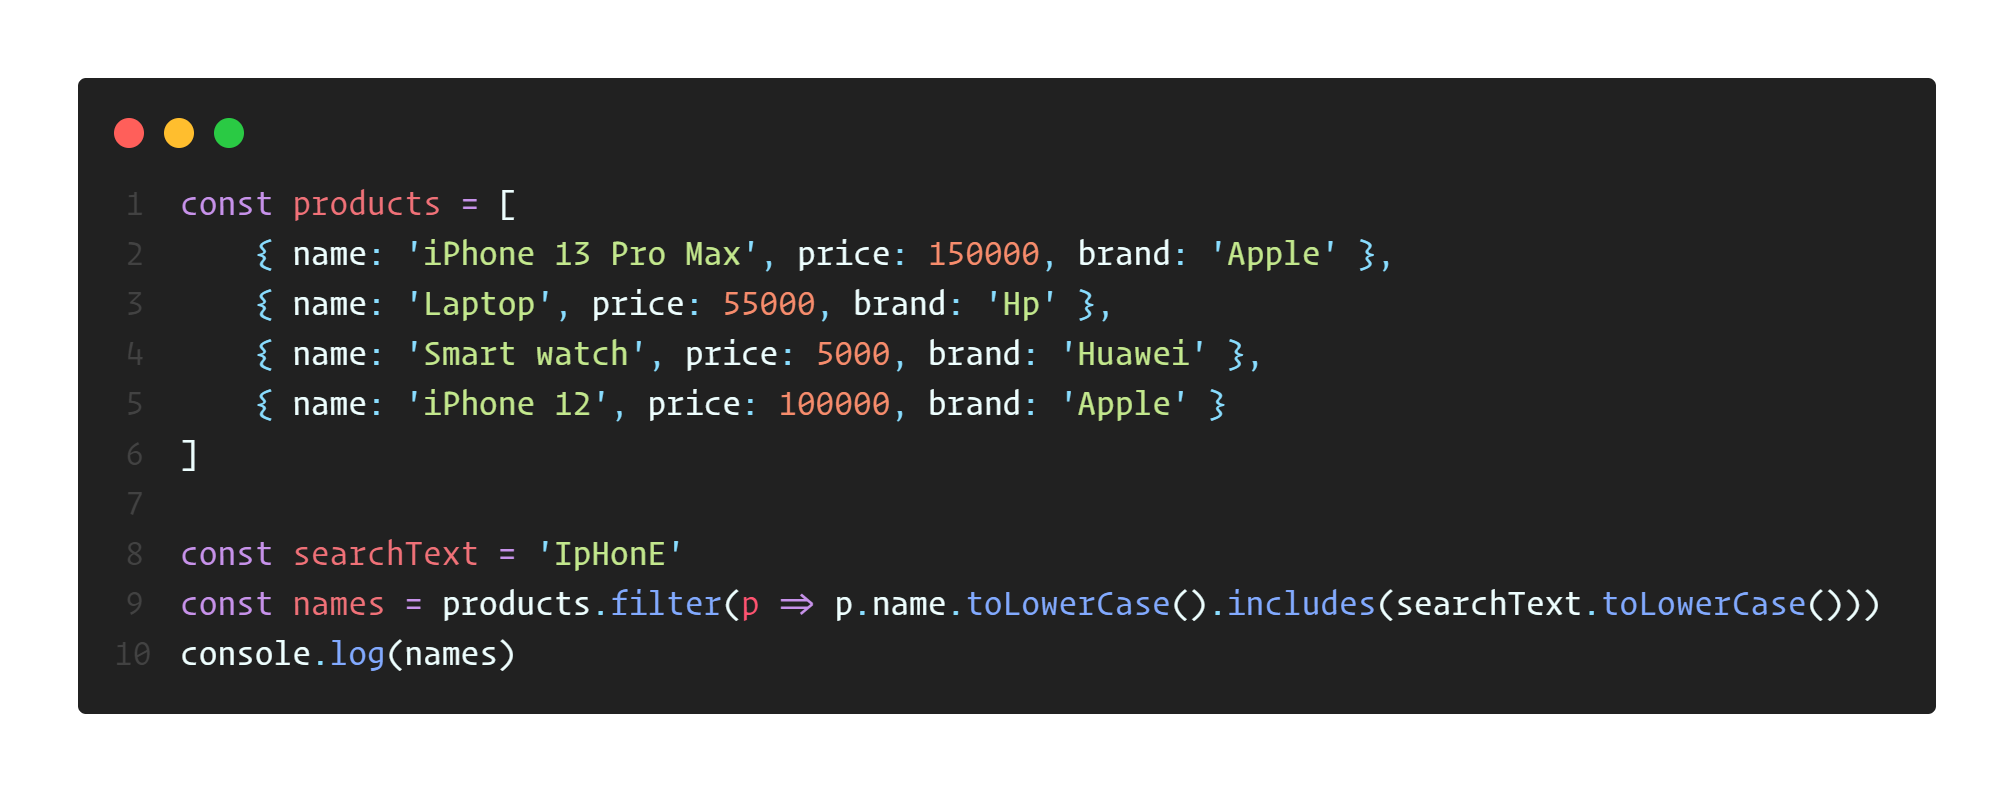 1 const products = [
2 { name: 'iPhone 13 Pro Max', price: 150000, brand: 'Apple' },
3 { name: 'Laptop', price: 55000, brand: 'Hp' },
4 { name: 'Smart watch', price: 5000, brand: 'Huawei' },
5 { name: 'iPhone 12', price: 100000, brand: 'Apple' }
6 ]
7
8 const searchText = 'IpHonE'
9 const names = products.filter(p => p.name.toLowerCase().includes(searchText.toLowerCase()))
10 console.log(names)